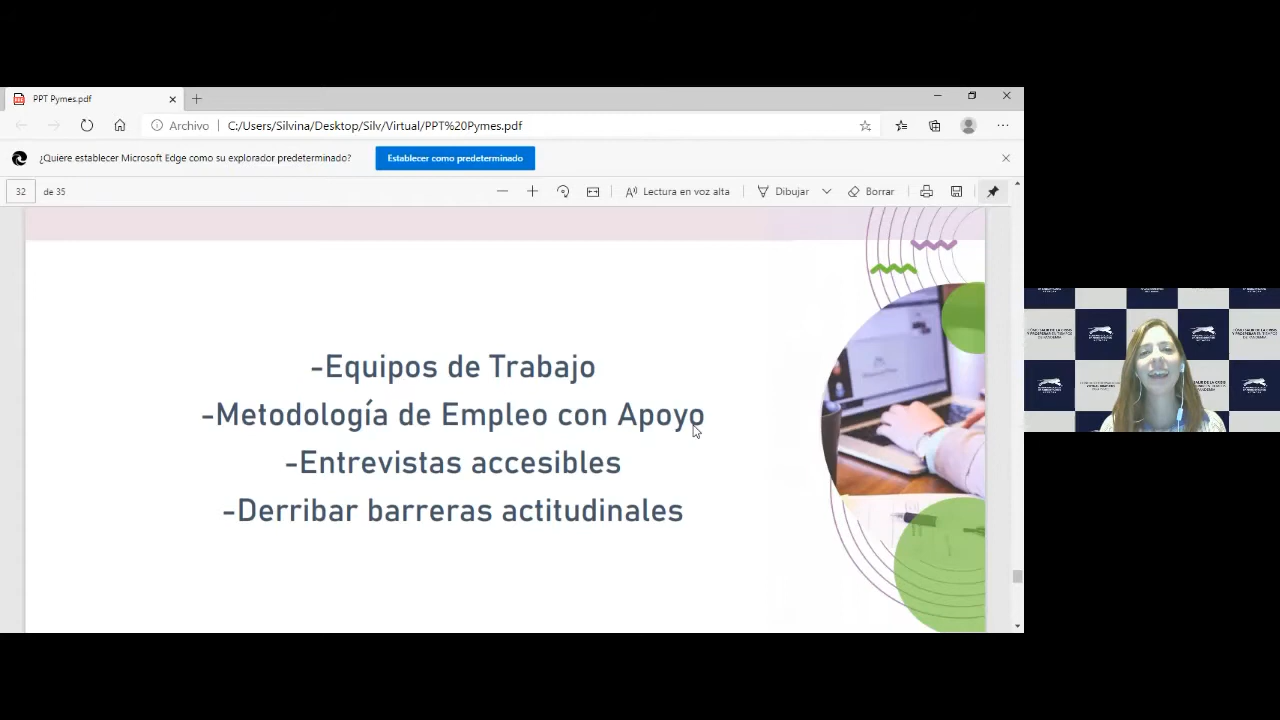 PPT Pymes.pdf
Archivo
C:/Users/Silvina/Desktop/Silv/Virtual/PPT%20Pymes.pdf
¿Quiere establecer Microsoft Edge como su explorador predeterminado?
Establecer como predeterminado
32 de 35
Lectura en voz alta
Dibujar
Borrar
-Equipos de Trabajo
-Metodología de Empleo con Apoyo
-Entrevistas accesibles
-Derribar barreras actitudinales